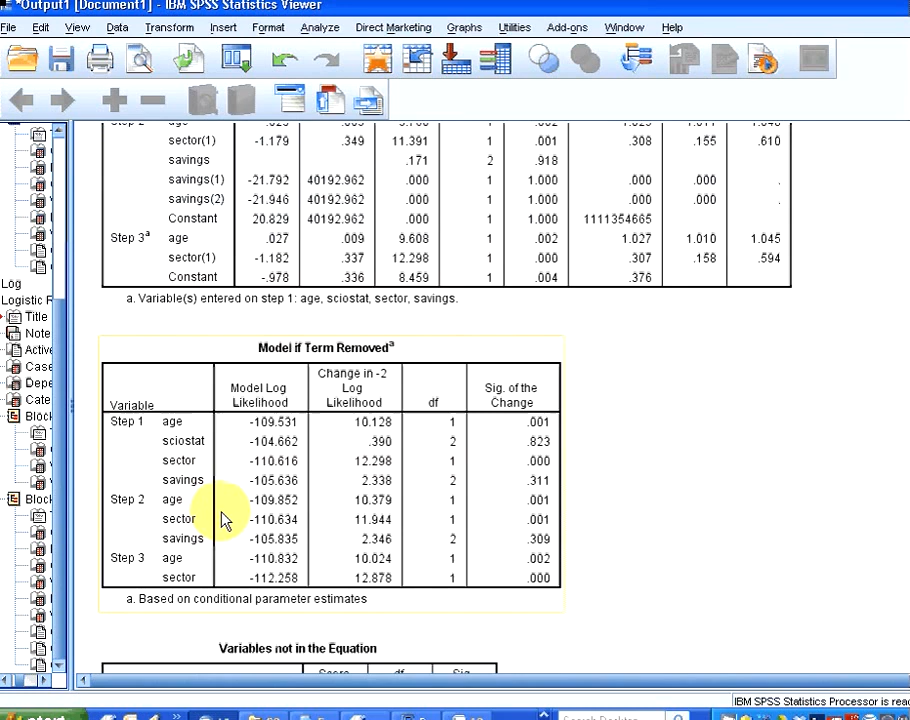 *Output1 [Document1] - IBM SPSS Statistics Viewer
File Edit View Data Transform Insert Format Analyze Direct Marketing Graphs Utilities Add-ons Window Help
sector(1) -1.179 .349 11.391 1 .001 .308 .155 .610
savings .171 2 .918
savings(1) -21.792 40192.962 .000 1 1.000 .000 .000 .
savings(2) -21.946 40192.962 .000 1 1.000 .000 .000 .
Constant 20.829 40192.962 .000 1 1.000 1111354665
Step 3a age .027 .009 9.608 1 .002 1.027 1.010 1.045
sector(1) -1.182 .337 12.298 1 .000 .307 .158 .594
Constant -.978 .336 8.459 1 .004 .376
a. Variable(s) entered on step 1: age, sciostat, sector, savings.
Log
Logistic R
Title
Note
Active
Case
Depe
Cate
Block
Block
Model if Term Removeda
Variable Model Log Likelihood Change in -2 Log Likelihood df Sig. of the Change
Step 1 age -109.531 10.128 1 .001
sciostat -104.662 .390 2 .823
sector -110.616 12.298 1 .000
savings -105.636 2.338 2 .311
Step 2 age -109.852 10.379 1 .001
sector -110.634 11.944 1 .001
savings -105.835 2.346 2 .309
Step 3 age -110.832 10.024 1 .002
sector -112.258 12.878 1 .000
a. Based on conditional parameter estimates
Variables not in the Equation
Score df Sig.
IBM SPSS Statistics Processor is rea
start
Search Desktop